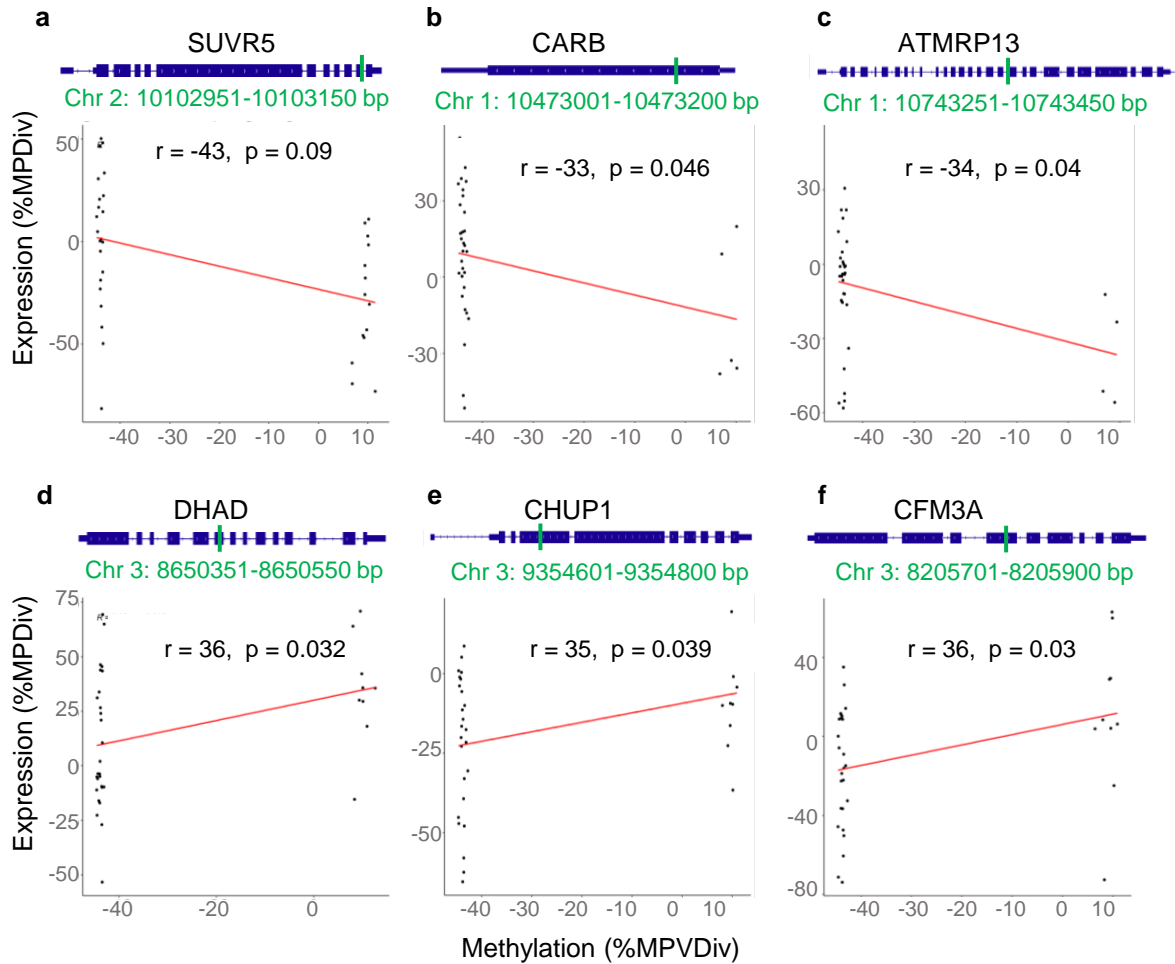 a
SUVR5
Chr 2: 10102951-10103150 bp
r = -43, p = 0.09
50
0
-50
-40 -30 -20 -10 0 10
b
CARB
Chr 1: 10473001-10473200 bp
r = -33, p = 0.046
30
0
-30
-40 -30 -20 -10 0 10
c
ATMRP13
Chr 1: 10743251-10743450 bp
r = -34, p = 0.04
30
0
-30
-60
-40 -30 -20 -10 0 10
Expression (%MPDiv)
d
DHAD
Chr 3: 8650351-8650550 bp
r = 36, p = 0.032
75
50
25
0
-25
-50
-40 -20 0
e
CHUP1
Chr 3: 9354601-9354800 bp
r = 35, p = 0.039
0
-25
-50
-40 -30 -20 -10 0 10
f
CFM3A
Chr 3: 8205701-8205900 bp
r = 36, p = 0.03
40
0
-40
-80
-40 -30 -20 -10 0 10
Expression (%MPDiv)
Methylation (%MPVDiv)